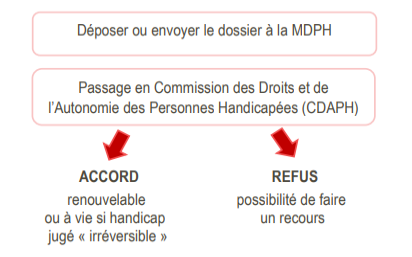 Déposer ou envoyer le dossier à la MDPH
Passage en Commission des Droits et de
l'Autonomie des Personnes Handicapées (CDAPH)
ACCORD
renouvelable
ou à vie si handicap
jugé « irréversible »
REFUS
possibilité de faire
un recours